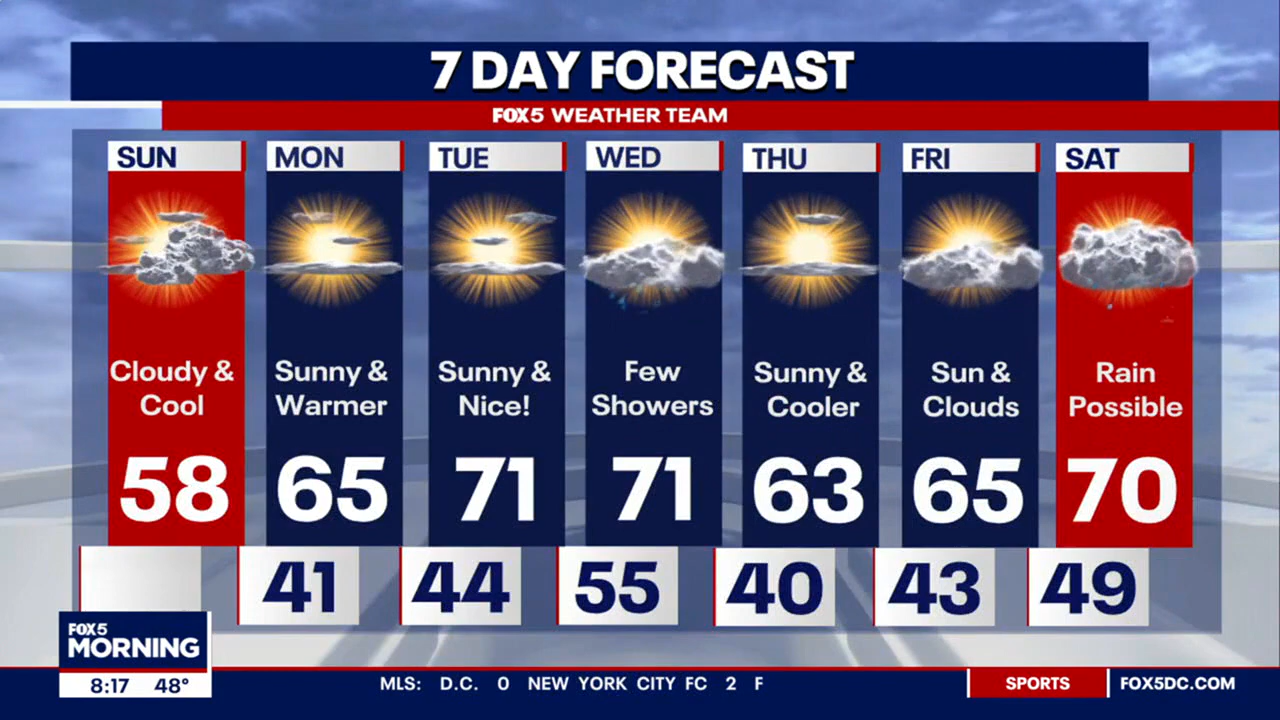 7 DAY FORECAST
FOX5 WEATHER TEAM
SUN MON TUE WED THU FRI SAT
Cloudy & Sunny & Sunny & Few Sunny & Sun & Rain
Cool Warmer Nice! Showers Cooler Clouds Possible
58 65 71 71 63 65 70
41 44 55 40 43 49
FOX5
MORNING
8:17 48°
MLS: D.C. 0 NEW YORK CITY FC 2 F
SPORTS
FOX5DC.COM